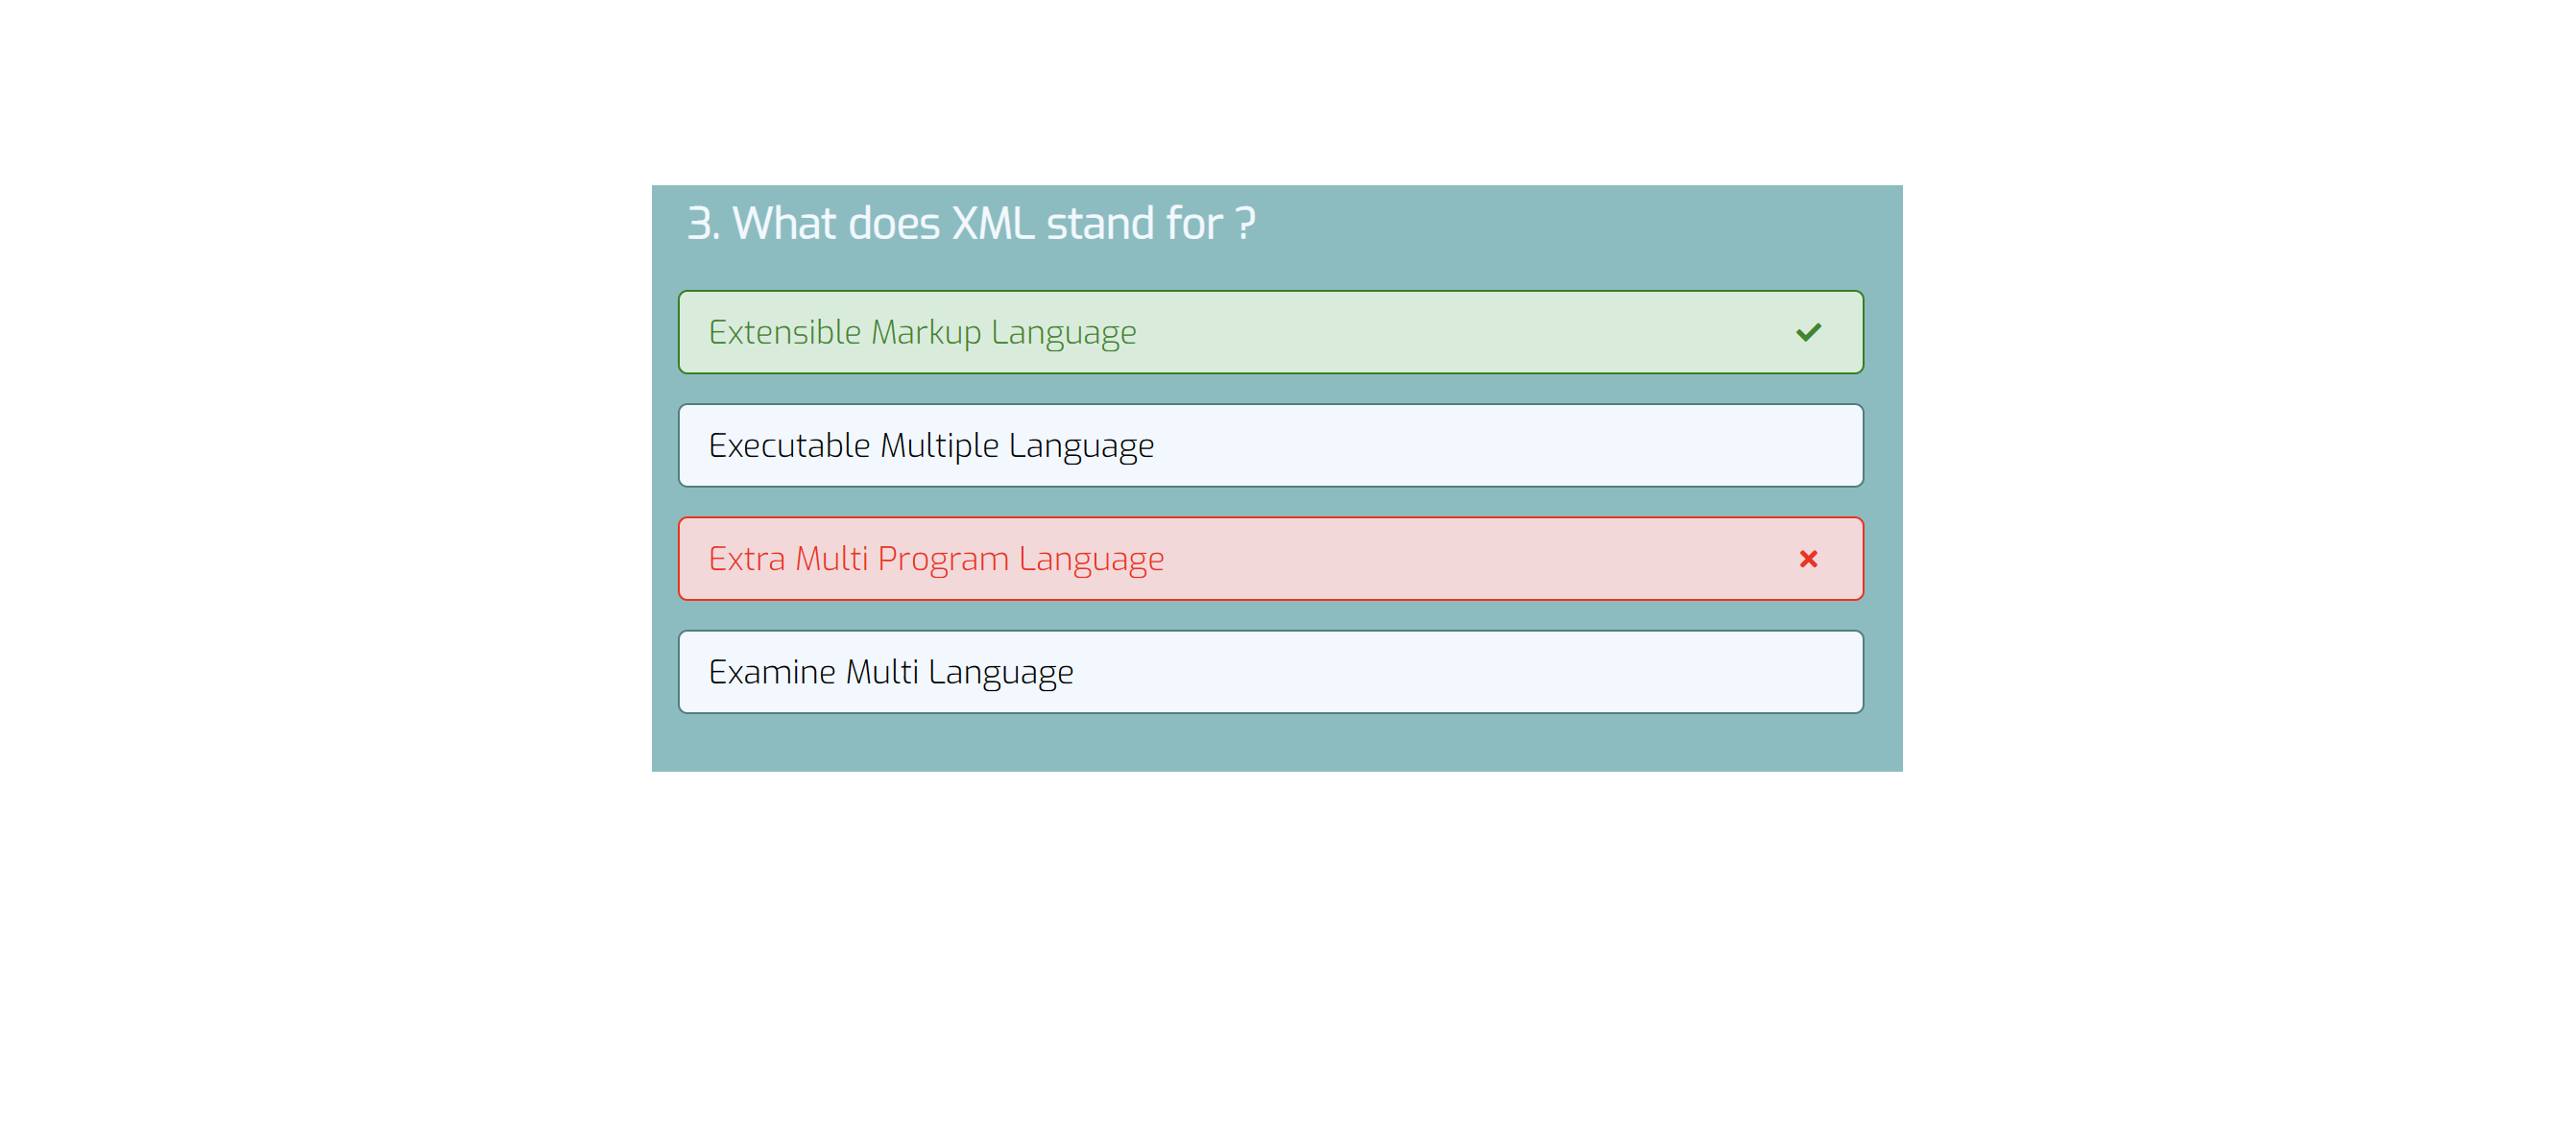 3. What does XML stand for ?
Extensible Markup Language
Executable Multiple Language
Extra Multi Program Language
Examine Multi Language